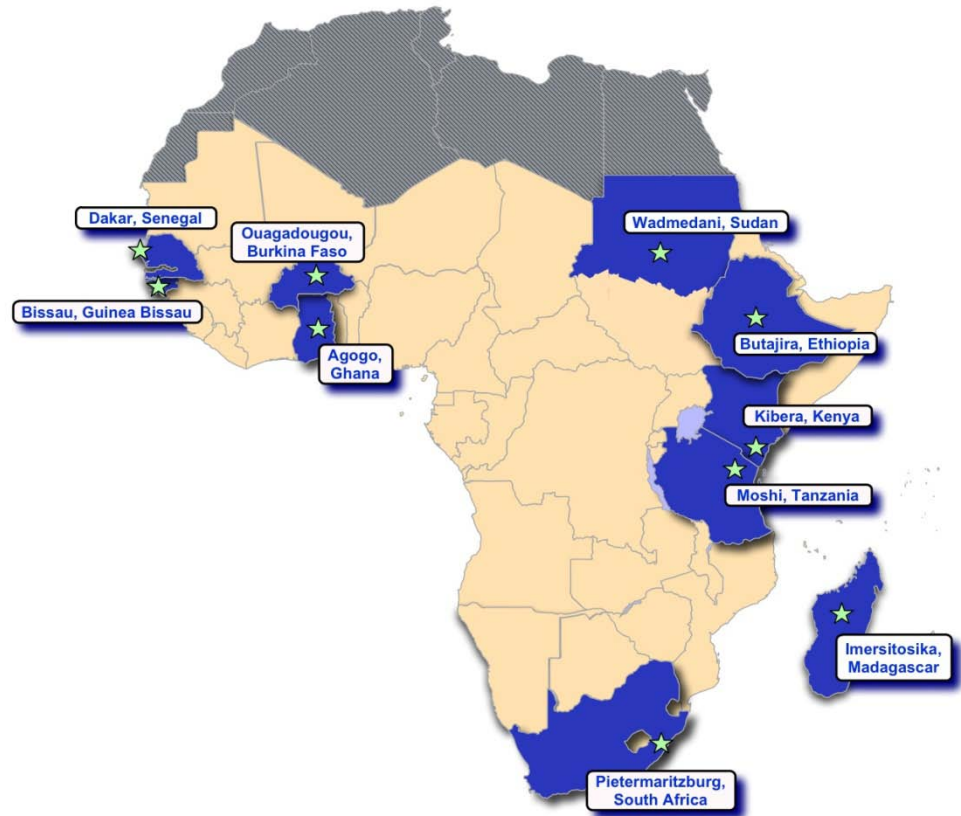 Dakar, Senegal
Ouagadougou,
Burkina Faso
Wadmedani, Sudan
Bissau, Guinea Bissau
Agogo,
Ghana
Butajira, Ethiopia
Kibera, Kenya
Moshi, Tanzania
Imersitosika,
Madagascar
Pietermaritzburg,
South Africa